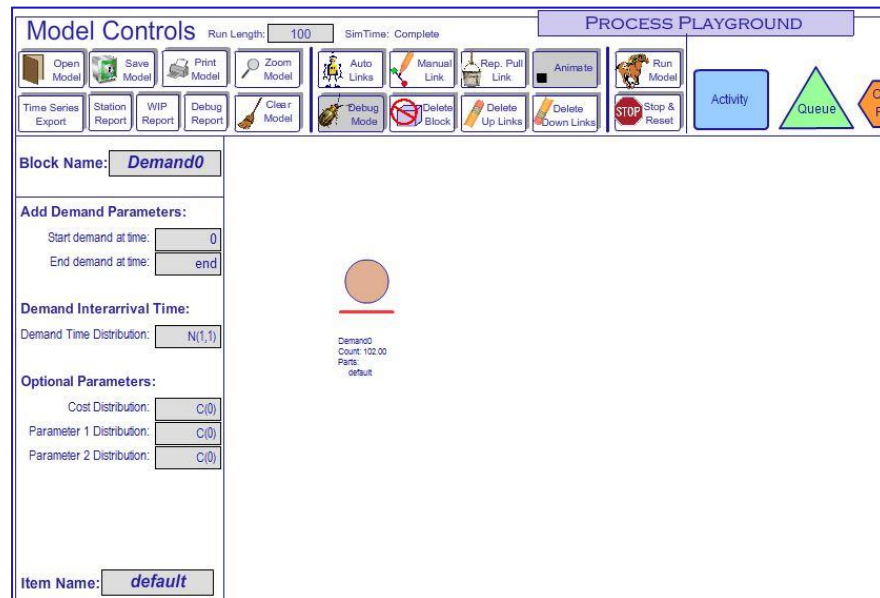 Model Controls Run Length: 100 SimTime: Complete
PROCESS PLAYGROUND
Open Model
Save Model
Print Model
Zoom Model
Auto Links
Manual Link
Rep. Pull Link
Animate
Run Model
Time Series Export
Station Report
WIP Report
Debug Report
Clear Model
Debug Mode
Delete Block
Delete Up Links
Delete Down Links
STOP Stop & Reset
Activity
Queue
Block Name: Demand0
Add Demand Parameters:
Start demand at time: 0
End demand at time: end
Demand Interarrival Time:
Demand Time Distribution: N(1,1)
Optional Parameters:
Cost Distribution: C(0)
Parameter 1 Distribution: C(0)
Parameter 2 Distribution: C(0)
Item Name: default
Demand0
Count: 102.00
Parts:
default